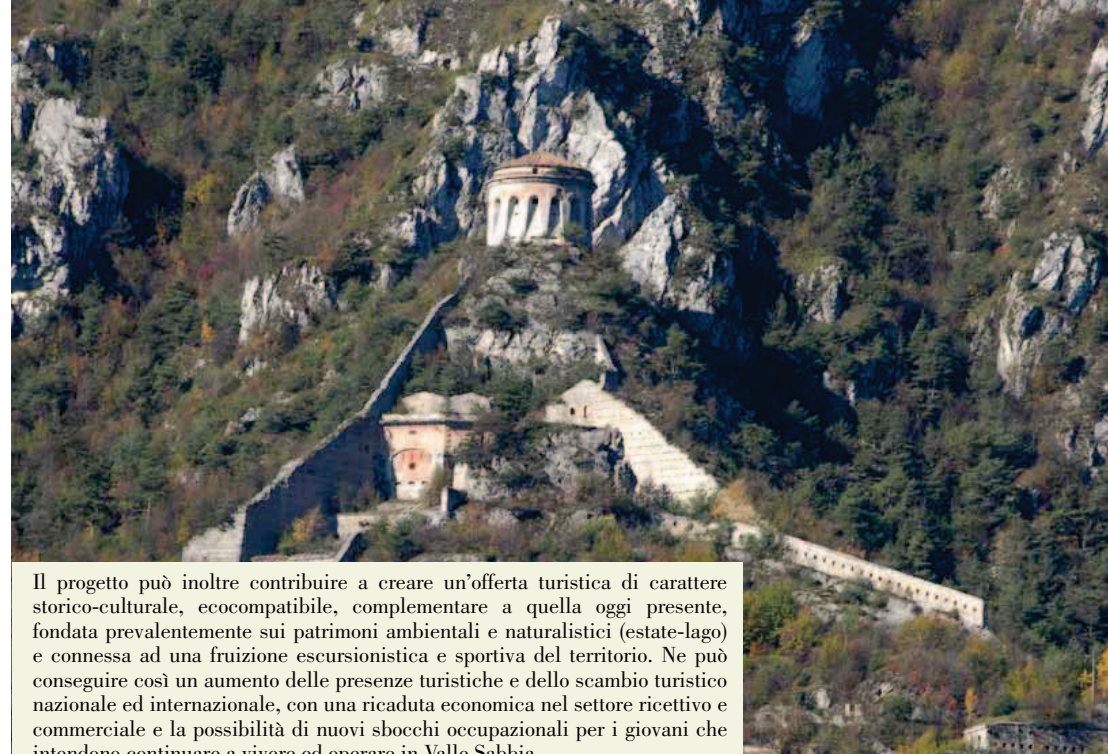 Il progetto può inoltre contribuire a creare un'offerta turistica di carattere
storico-culturale, ecocompatibile, complementare a quella oggi presente,
fondata prevalentemente sui patrimoni ambientali e naturalistici (estate-lago)
e connessa ad una fruizione escursionistica e sportiva del territorio. Ne può
conseguire così un aumento delle presenze turistiche e dello scambio turistico
nazionale ed internazionale, con una ricaduta economica nel settore ricettivo e
commerciale e la possibilità di nuovi sbocchi occupazionali per i giovani che
intendono continuare a vivere ed operare in Valle Sabbia